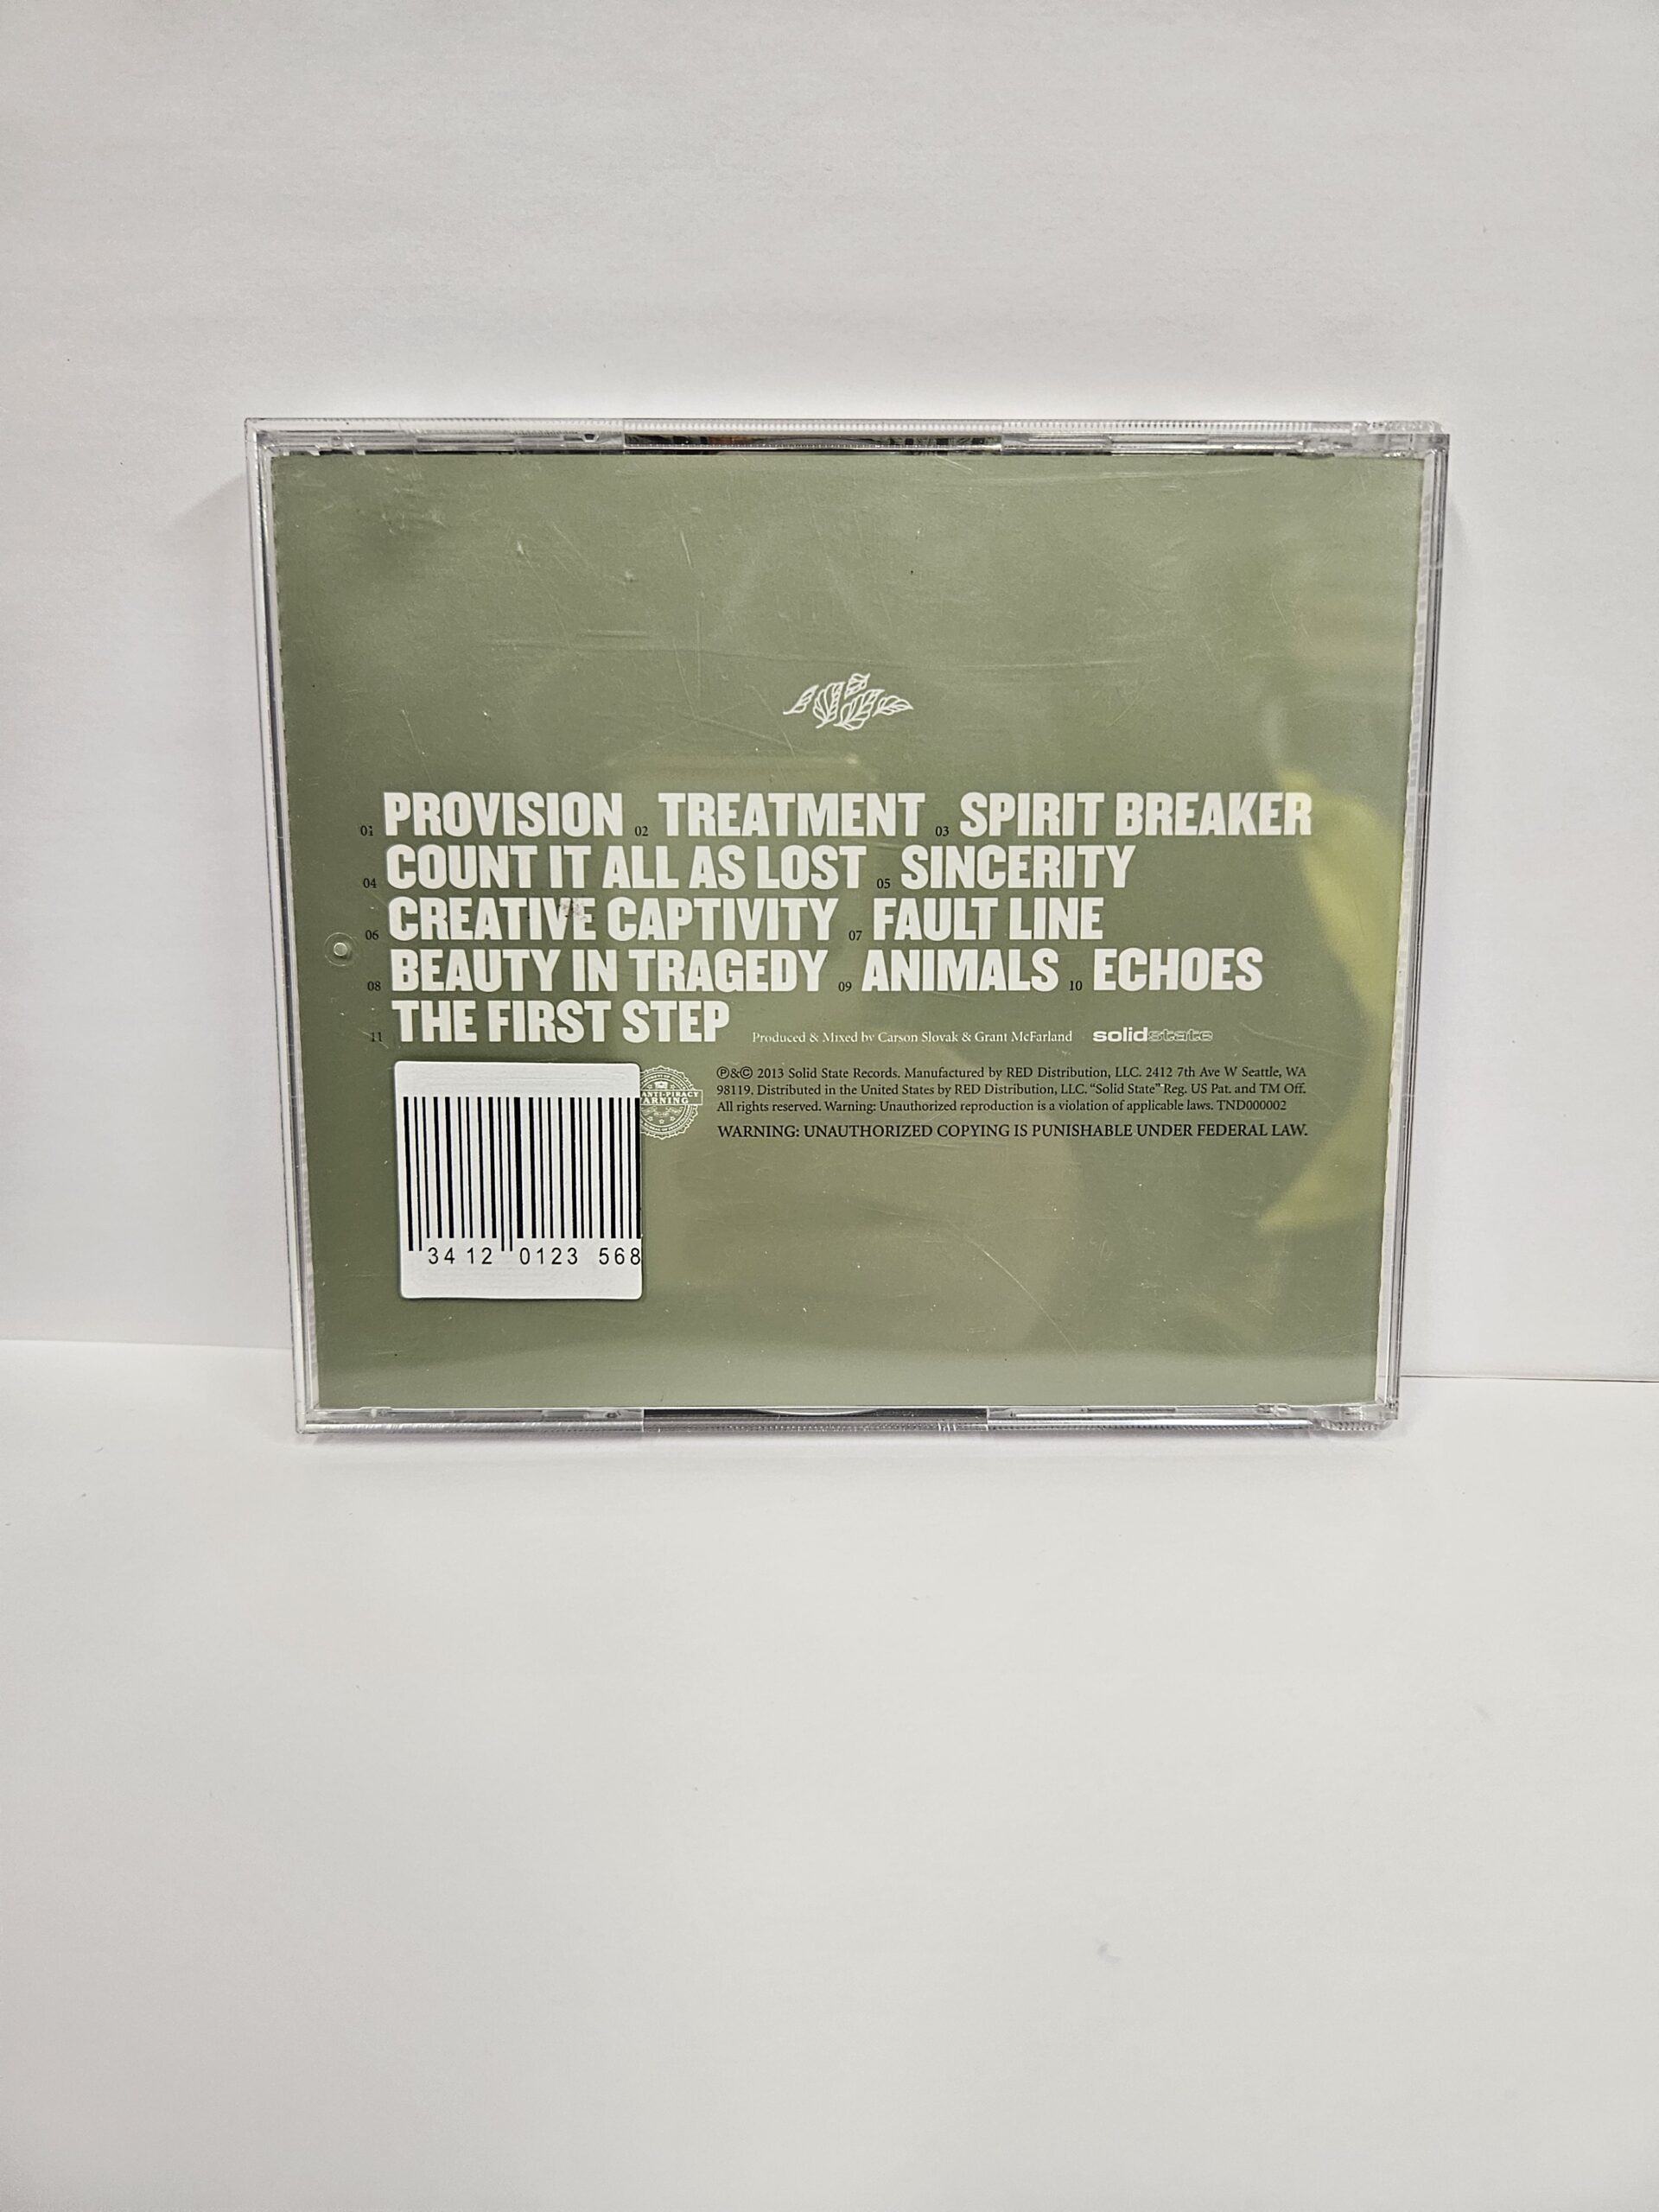 01 PROVISION 02 TREATMENT 03 SPIRIT BREAKER
04 COUNT IT ALL AS LOST 05 SINCERITY
06 CREATIVE CAPTIVITY 07 FAULT LINE
08 BEAUTY IN TRAGEDY 09 ANIMALS 10 ECHOES
11 THE FIRST STEP Produced & Mixed by Carson Slovak & Grant McFarland solidstate
℗&© 2013 Solid State Records. Manufactured by RED Distribution, LLC. 2412 7th Ave W Seattle, WA
98119. Distributed in the United States by RED Distribution, LLC. “Solid State” Reg. US Pat. and TM Off.
All rights reserved. Warning: Unauthorized reproduction is a violation of applicable laws. TND000002
WARNING: UNAUTHORIZED COPYING IS PUNISHABLE UNDER FEDERAL LAW.
ANTI-PIRACY
34 12 0123 568